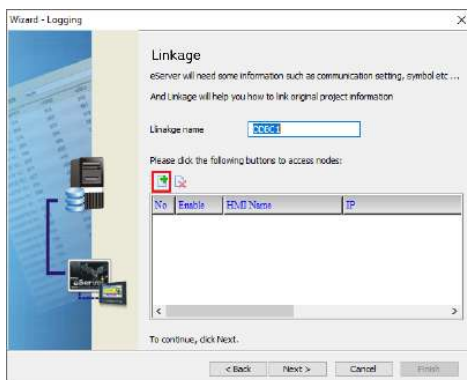 Wizard - Logging
Linkage
eServer will need some information such as communication setting, symbol etc ...
And Linkage will help you how to link original project information
Linakge name
Please click the following buttons to access nodes:
No Enable HMI Name IP
eServer
To continue, click Next.
< Back Next > Cancel Finish